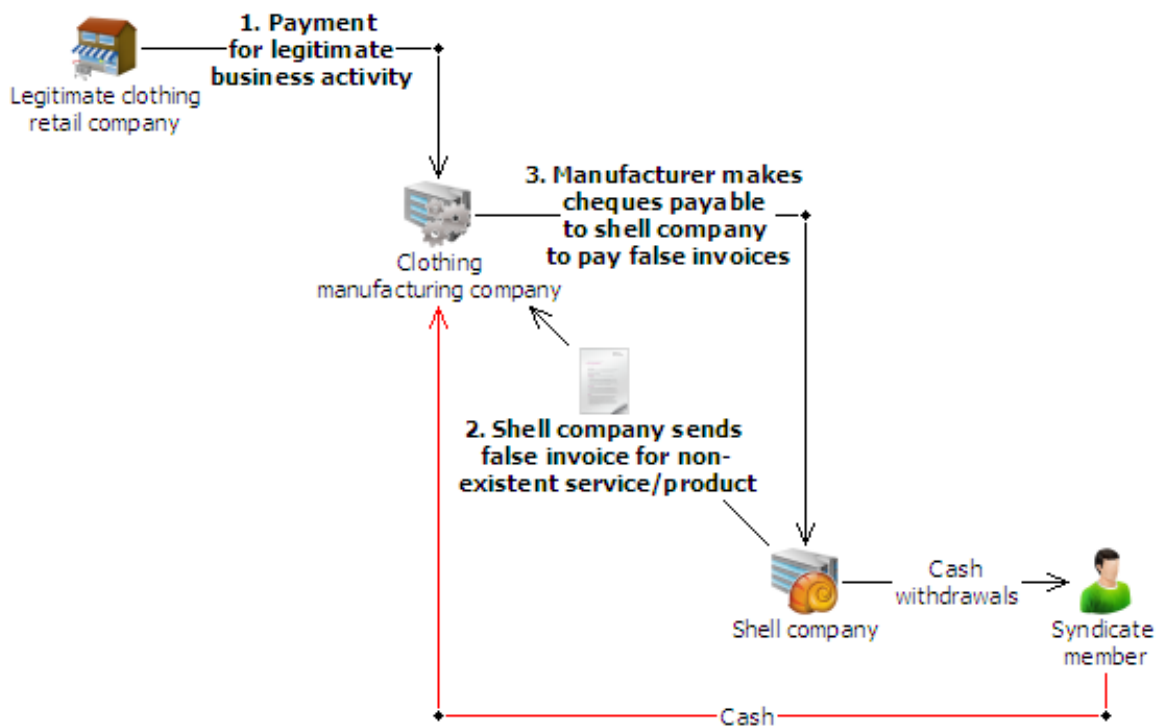 1. Payment
for legitimate
business activity
Legitimate clothing
retail company
3. Manufacturer makes
cheques payable
to shell company
to pay false invoices
Clothing
manufacturing company
2. Shell company sends
false invoice for non-
existent service/product
Cash
withdrawals
Shell company
Syndicate
member
Cash